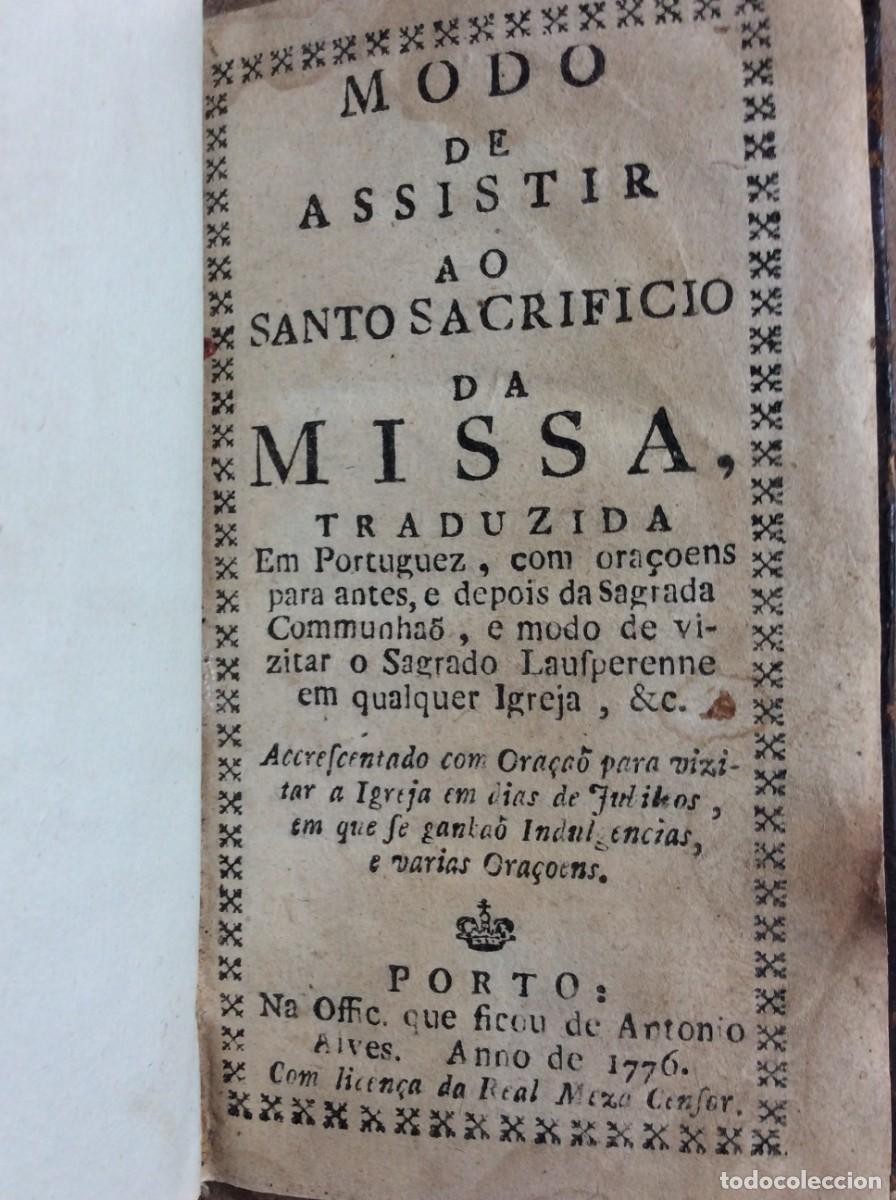 MODO
DE
ASSISTIR
AO
SANTO SACRIFICIO
DA
MISSA,
TRADUZIDA
Em Portuguez, com oraçoens
para antes, e depois da Sagrada
Communhaõ, e modo de vi-
zitar o Sagrado Lauſperenne
em qualquer Igreja, &c.
Accreſcentado com Oraçaõ para vizi-
tar a Igreja em dias de Jubileos,
em que ſe ganhaõ Indulgencias,
e varias Oraçoens.
PORTO:
Na Offic. que ficou de Antonio
Alves. Anno de 1776.
Com licença da Real Meza Cenſor.
todocoleccion